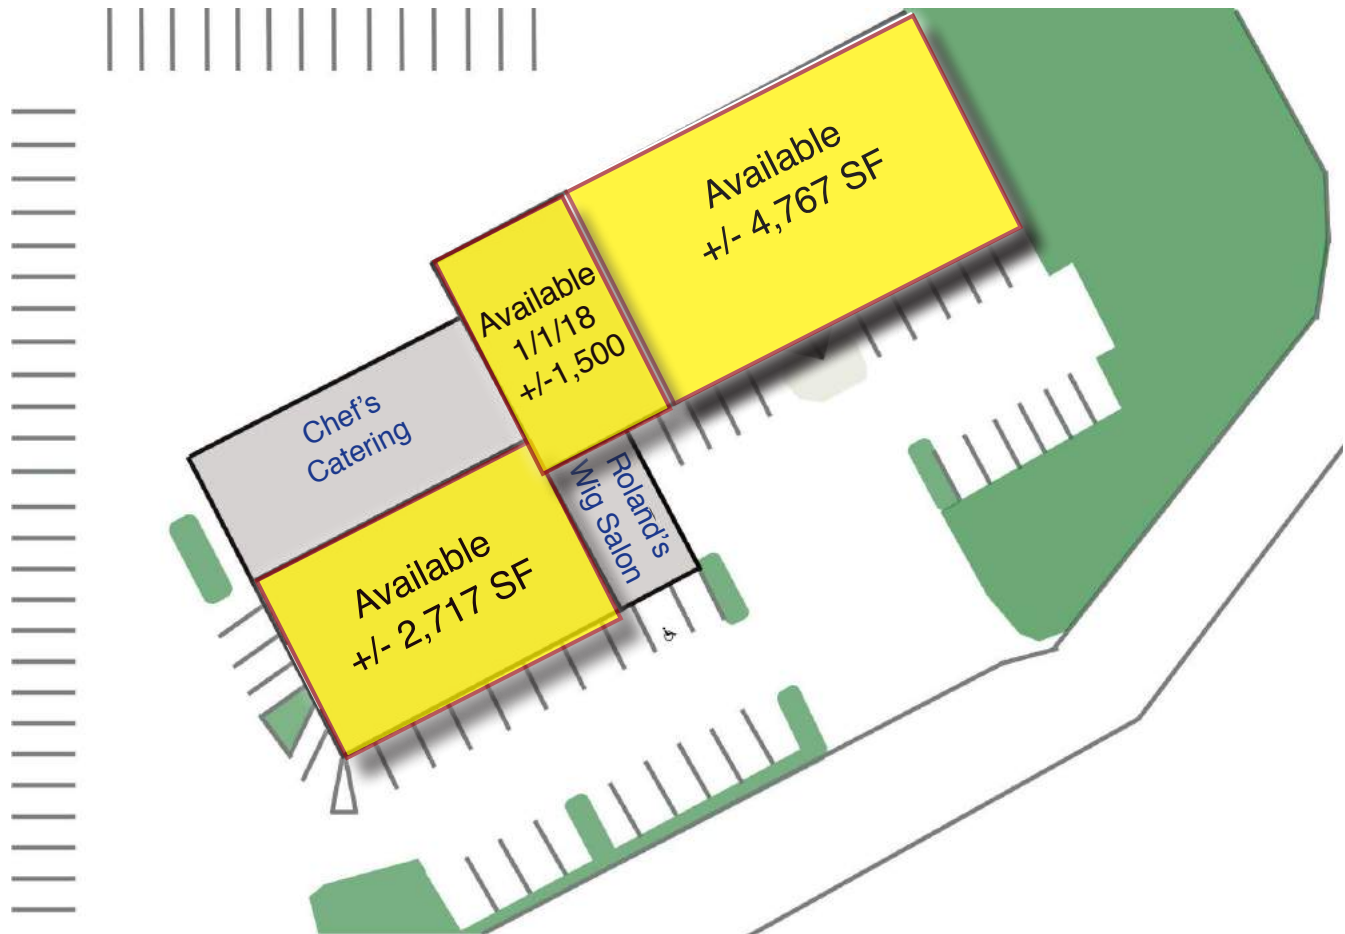 Available
+/- 4,767 SF
Available
1/1/18
+/-1,500
Chef's
Catering
Roland's
Wig Salon
Available
+/- 2,717 SF